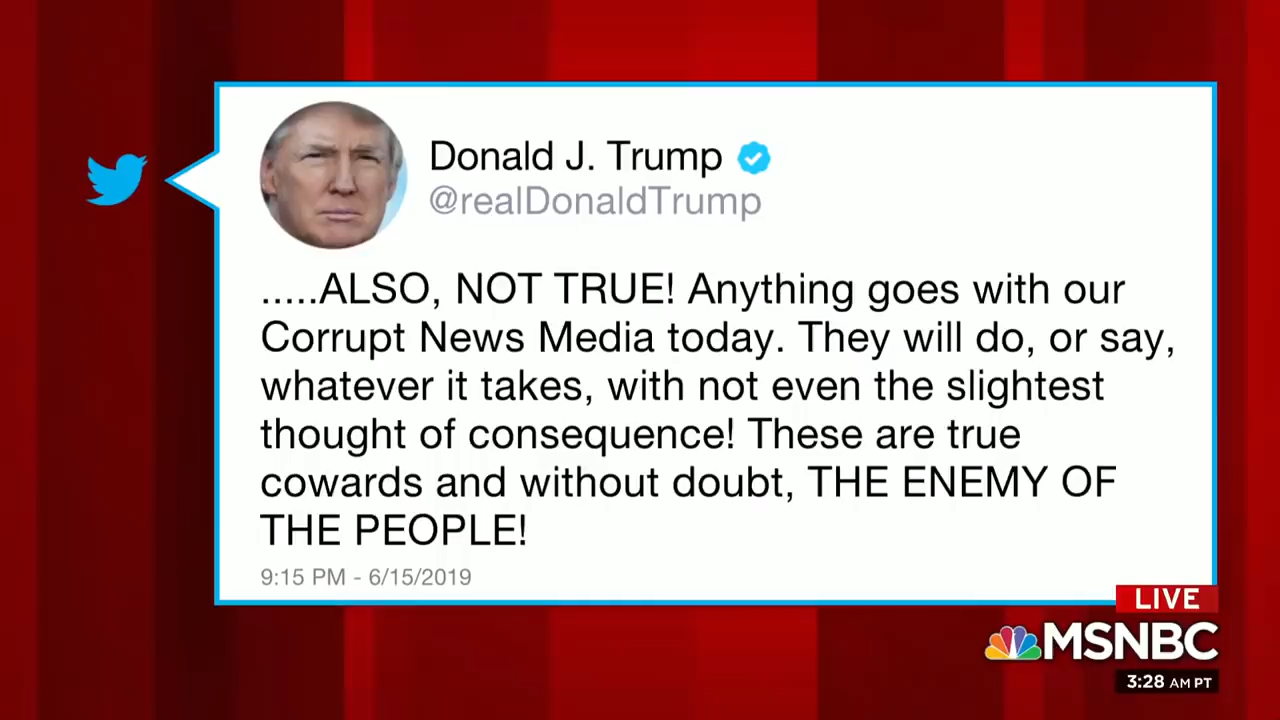 Donald J. Trump
@realDonaldTrump
.....ALSO, NOT TRUE! Anything goes with our
Corrupt News Media today. They will do, or say,
whatever it takes, with not even the slightest
thought of consequence! These are true
cowards and without doubt, THE ENEMY OF
THE PEOPLE!
9:15 PM - 6/15/2019
LIVE
MSNBC
3:28 AM PT